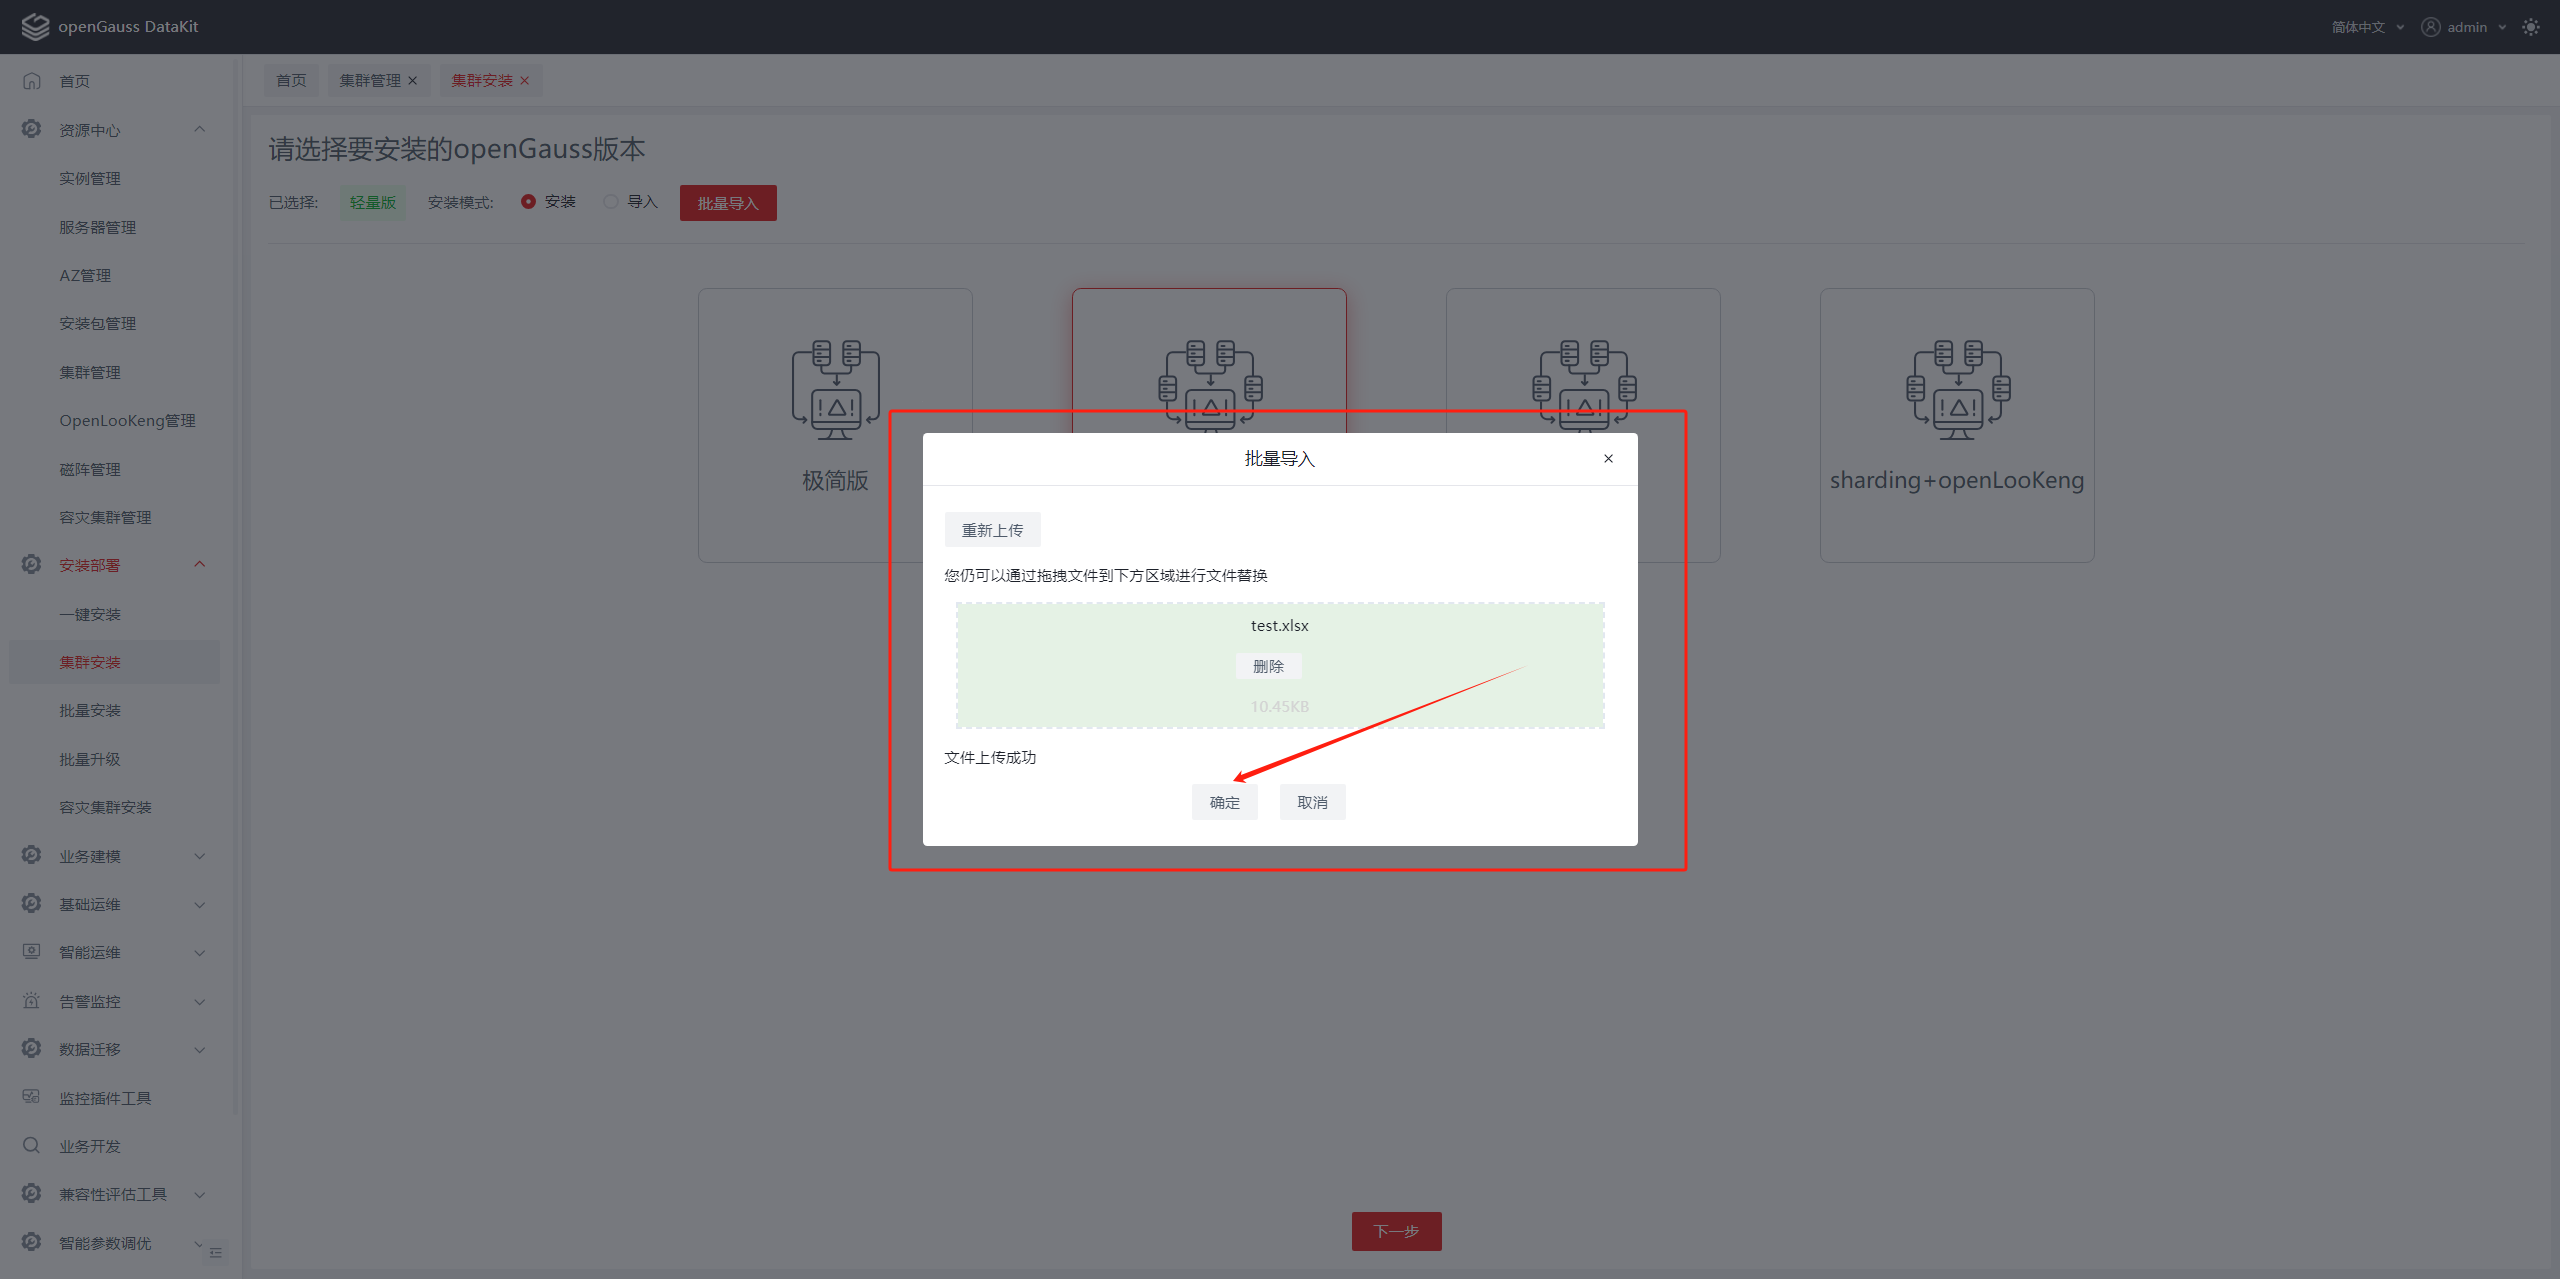 openGauss DataKit
简体中文
admin
首页
资源中心
实例管理
服务器管理
AZ管理
安装包管理
集群管理
OpenLooKeng管理
磁阵管理
容灾集群管理
安装部署
一键安装
集群安装
批量安装
批量升级
容灾集群安装
业务建模
基础运维
智能运维
告警监控
数据迁移
监控插件工具
业务开发
兼容性评估工具
智能参数调优
首页 集群管理 集群安装
请选择要安装的openGauss版本
已选择: 轻量版 安装模式: 安装 导入 批量导入
极简版
sharding+openLooKeng
批量导入
重新上传
您仍可以通过拖拽文件到下方区域进行文件替换
test.xlsx
删除
10.45KB
文件上传成功
确定 取消
下一步